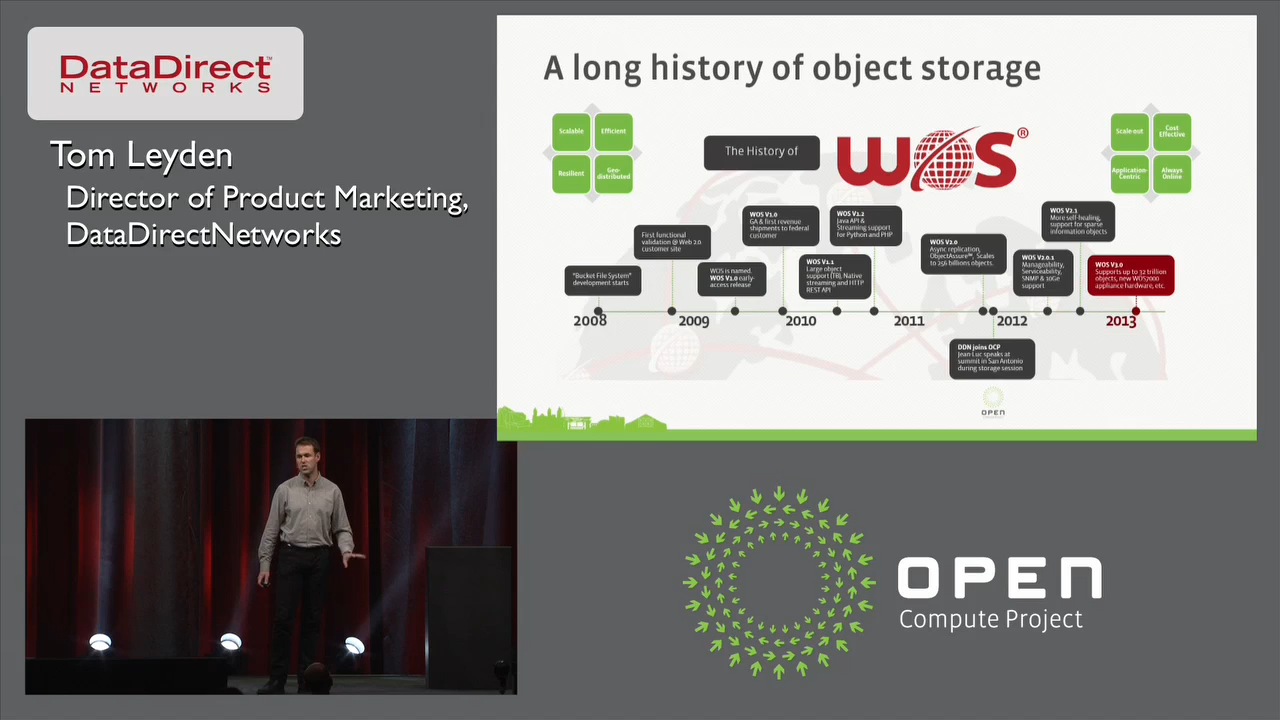 DataDirect™
NETWORKS
Tom Leyden
Director of Product Marketing,
DataDirectNetworks
A long history of object storage
Scalable
Efficient
Resilient
Geo-
distributed
The History of
WOS®
Scale-out
Cost
Effective
Application-
Centric
Always
Online
"Bucket File System"
development starts
First functional
validation @ Web 2.0
customer site
WOS is named.
WOS V1.0 early-
access release
WOS V1.0
GA & first revenue
shipments to federal
customer
WOS V1.1
Large object
support (TB), Native
streaming and HTTP
REST API
WOS V1.2
Java API &
Streaming support
for Python and PHP
WOS V2.0
Async replication,
ObjectAssure™, Scales
to 256 billions objects.
WOS V2.0.1
Manageability,
Serviceability,
SNMP & 10Ge
support
WOS V2.1
More self-healing,
support for sparse
information objects
WOS V3.0
Supports up to 32 trillion
objects, new WOS7000
appliance hardware, etc.
2008
2009
2010
2011
2012
2013
DDN joins OCP
Jean-Luc speaks at
summit in San Antonio
during storage session
OPEN
OPEN
Compute Project